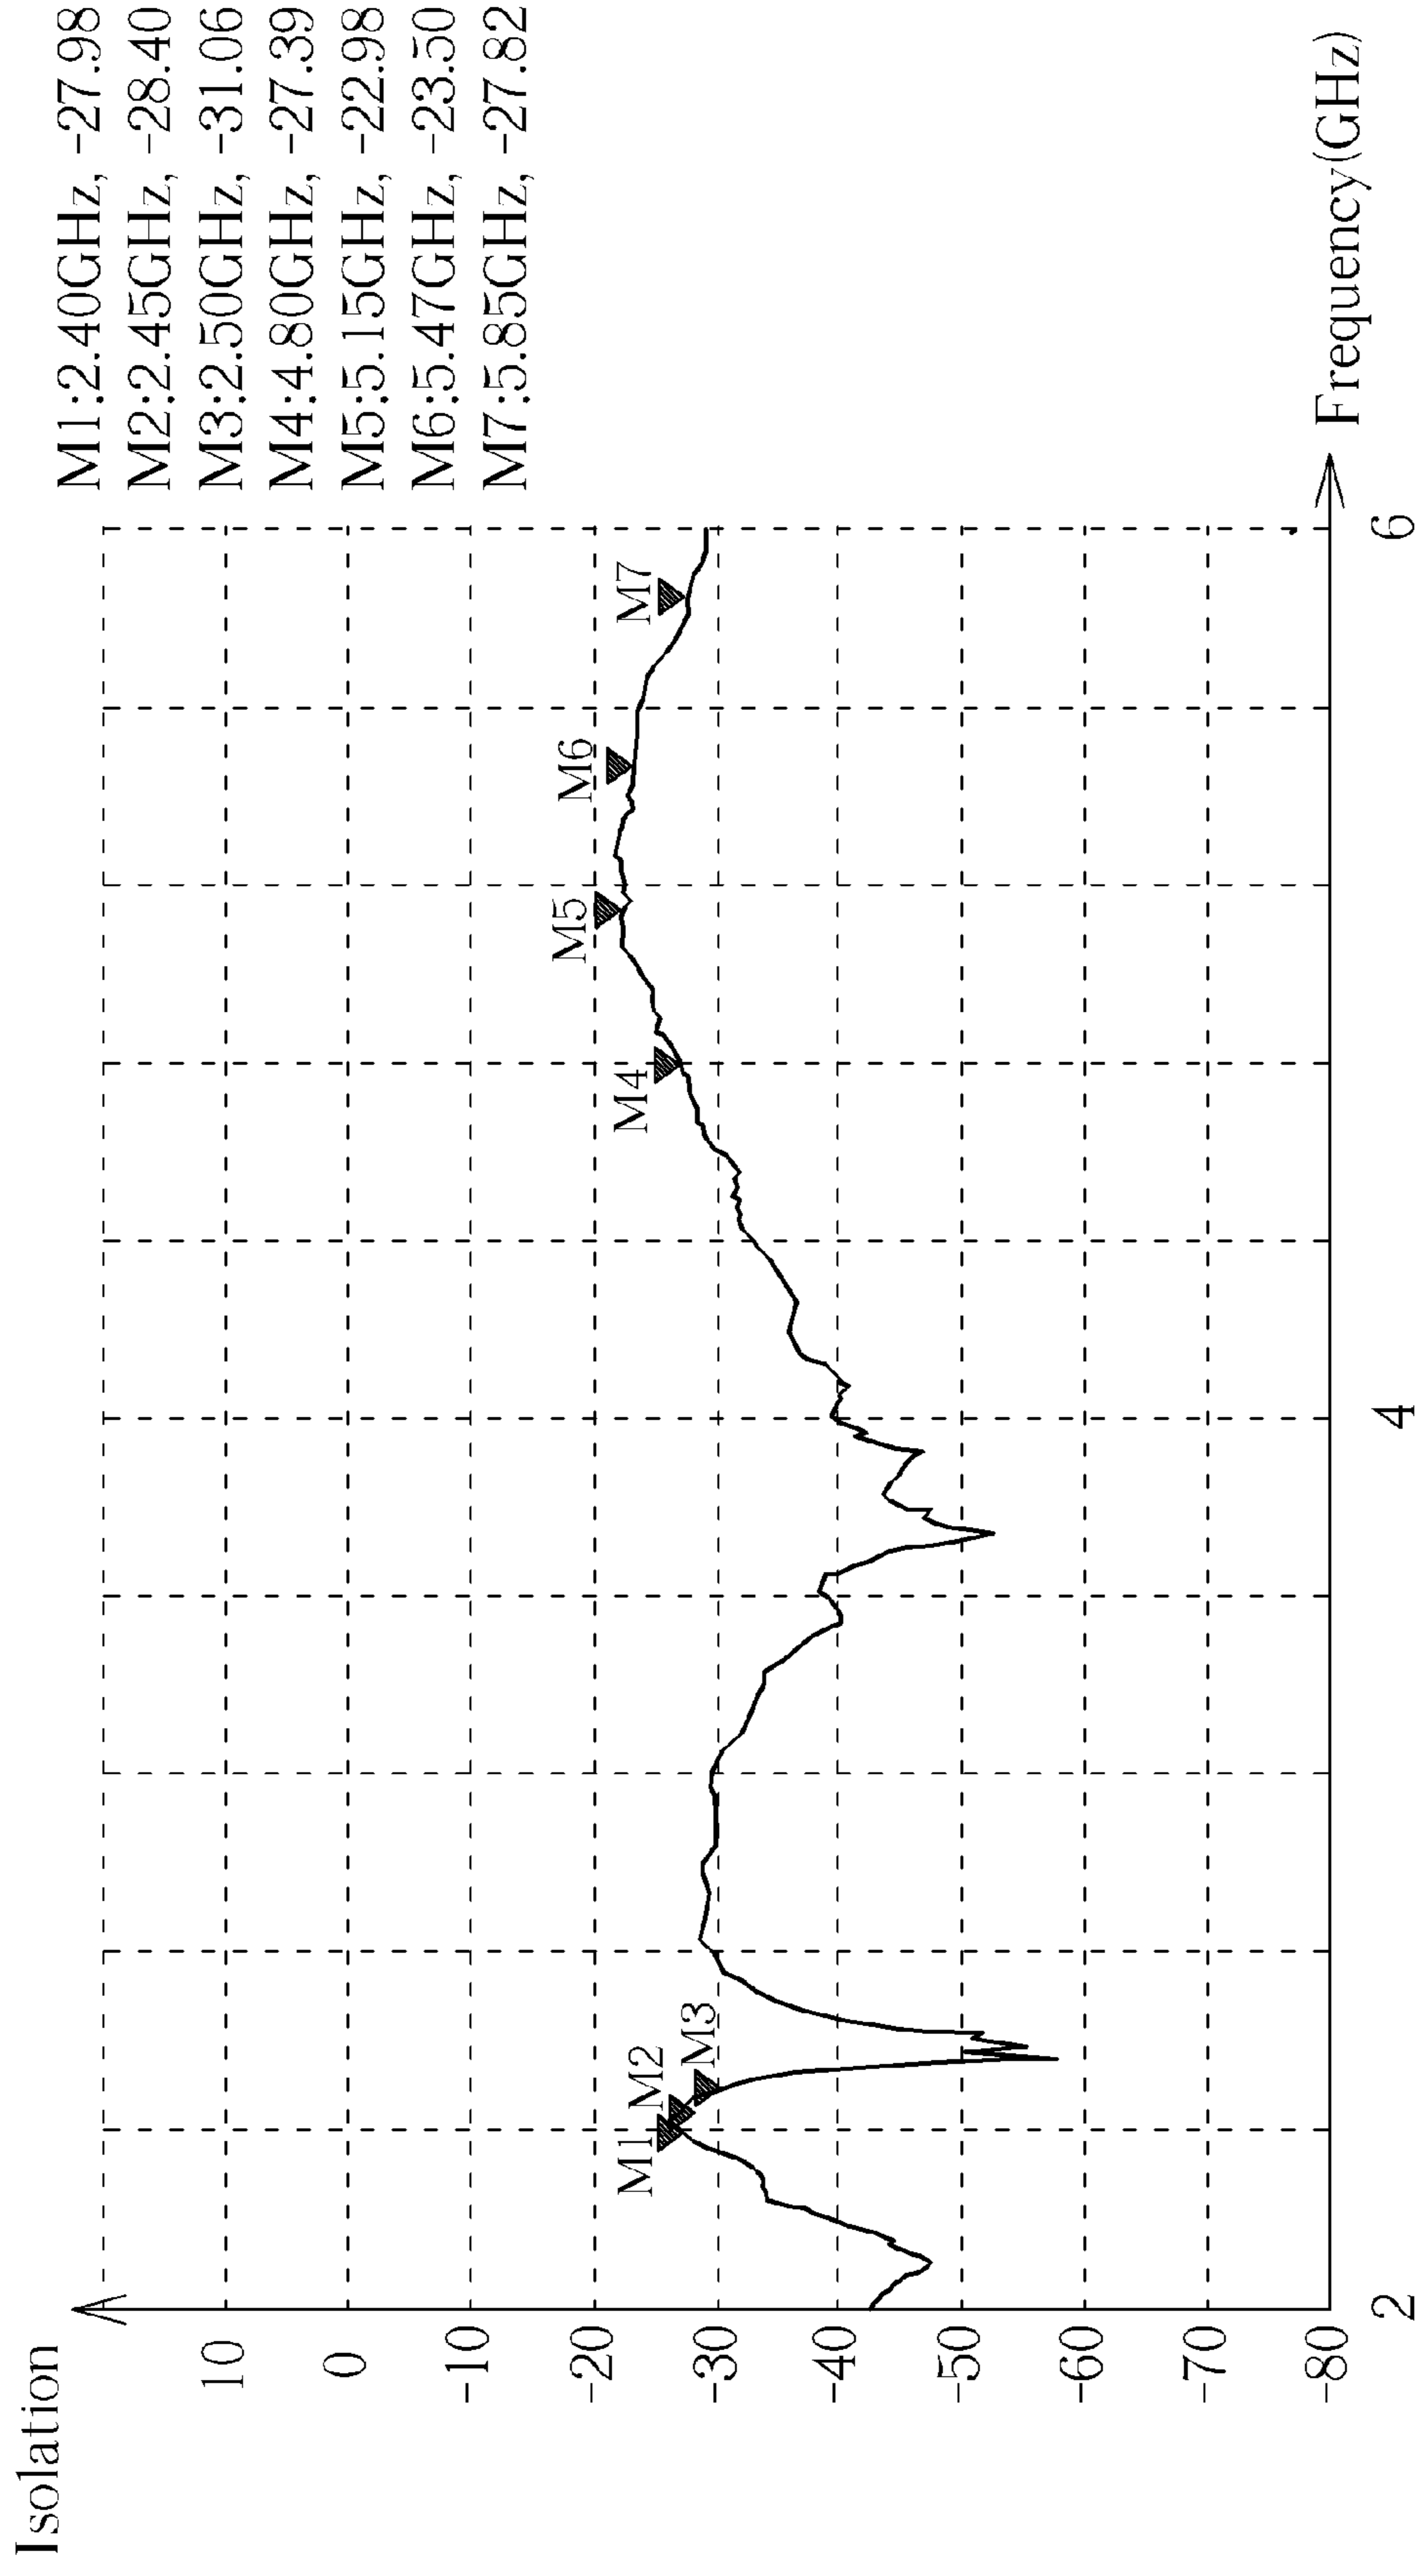 Isolation
M1:2.40GHz, -27.98
M2:2.45GHz, -28.40
M3:2.50GHz, -31.06
M4:4.80GHz, -27.39
M5:5.15GHz, -22.98
M6:5.47GHz, -23.50
M7:5.85GHz, -27.82
10
0
-10
-20
-30
-40
-50
-60
-70
-80
M1
M2
M3
M4
M5
M6
M7
2
4
6
Frequency(GHz)